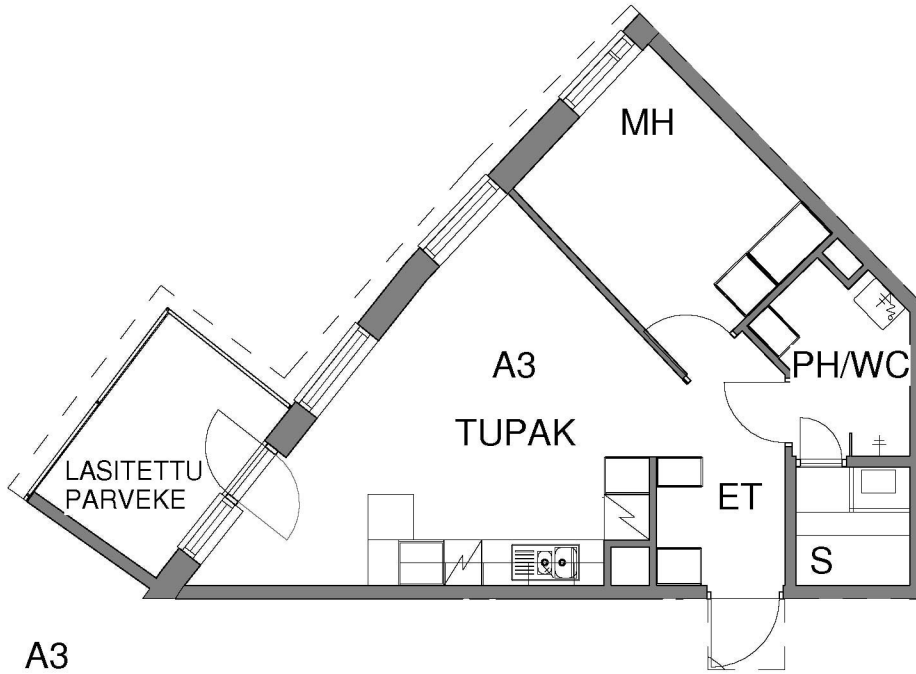 MH
A3
TUPAK
PH/WC
LASITETTU
PARVEKE
ET
S
A3